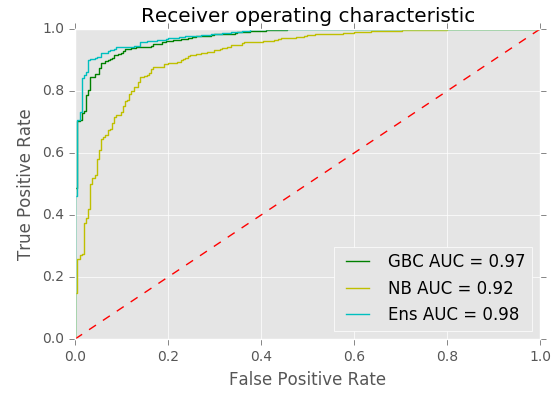 Receiver operating characteristic
True Positive Rate
1.0
0.8
0.6
0.4
0.2
0.0
GBC AUC = 0.97
NB AUC = 0.92
Ens AUC = 0.98
0.0 0.2 0.4 0.6 0.8 1.0
False Positive Rate